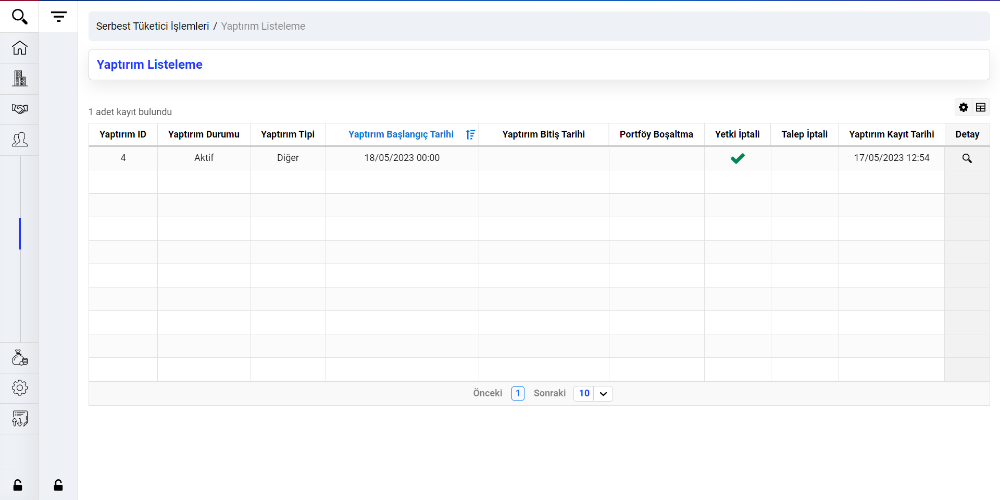 Serbest Tüketici İşlemleri / Yaptırım Listeleme
Yaptırım Listeleme
1 adet kayıt bulundu
Yaptırım ID Yaptırım Durumu Yaptırım Tipi Yaptırım Başlangıç Tarihi Yaptırım Bitiş Tarihi Portföy Boşaltma Yetki İptali Talep İptali Yaptırım Kayıt Tarihi Detay
4 Aktif Diğer 18/05/2023 00:00 17/05/2023 12:54
Önceki 1 Sonraki 10